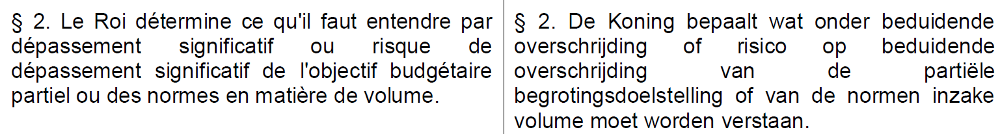 § 2. Le Roi détermine ce qu'il faut entendre par
dépassement significatif ou risque de
dépassement significatif de l'objectif budgétaire
partiel ou des normes en matière de volume.
§ 2. De Koning bepaalt wat onder beduidende
overschrijding of risico op beduidende
overschrijding van de partiële
begrotingsdoelstelling of van de normen inzake
volume moet worden verstaan.